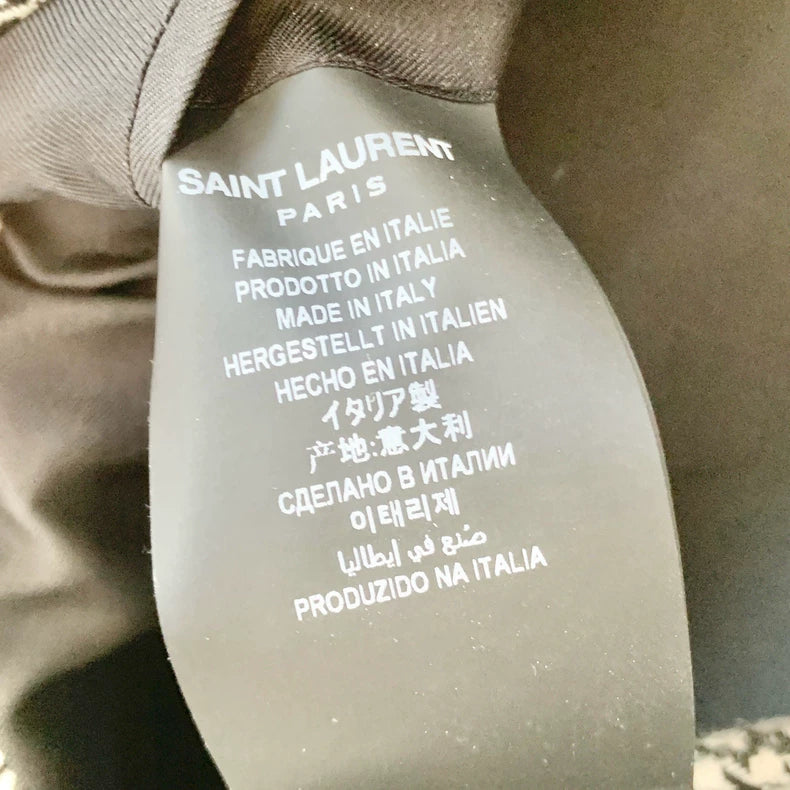 SAINT LAURENT
PARIS
FABRIQUE EN ITALIE
PRODOTTO IN ITALIA
MADE IN ITALY
HERGESTELLT IN ITALIEN
HECHO EN ITALIA
イタリア製
产地:意大利
СДЕЛАНО В ИТАЛИИ
이태리제
صُنع في إيطاليا
PRODUZIDO NA ITALIA